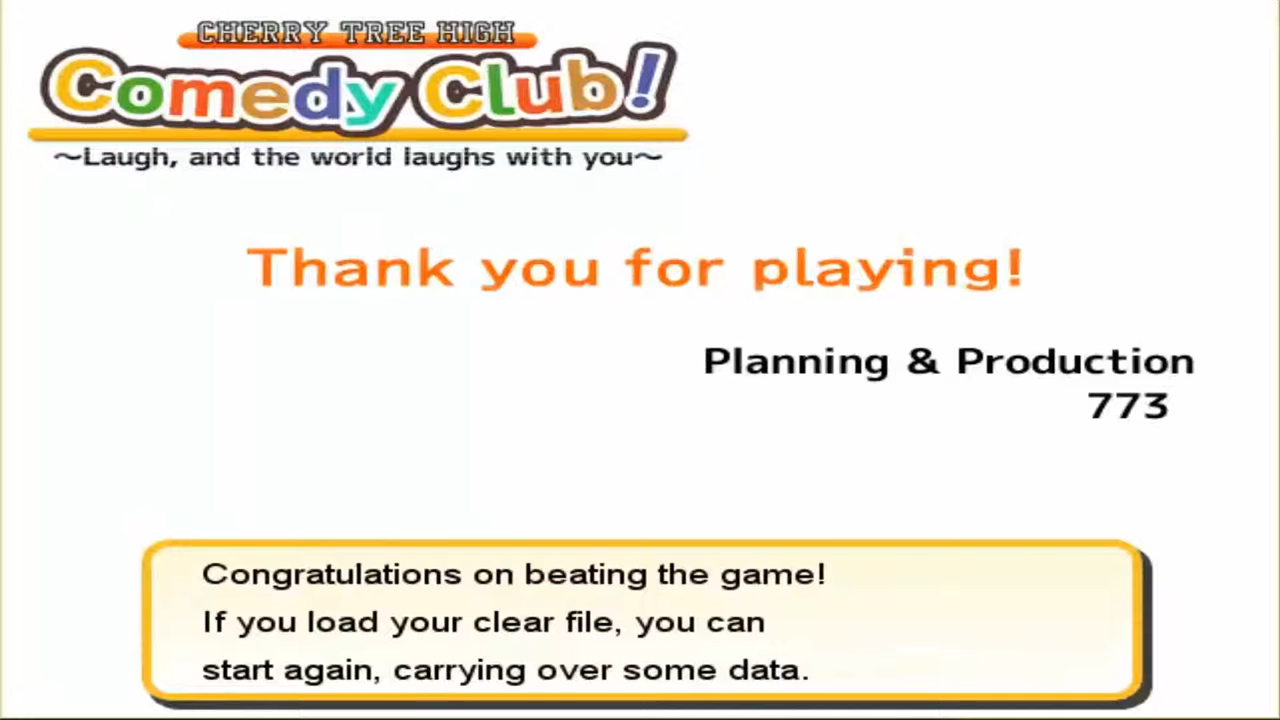 CHERRY TREE HIGH
Comedy Club!
～Laugh, and the world laughs with you～
Thank you for playing!
Planning & Production
773
Congratulations on beating the game!
If you load your clear file, you can
start again, carrying over some data.